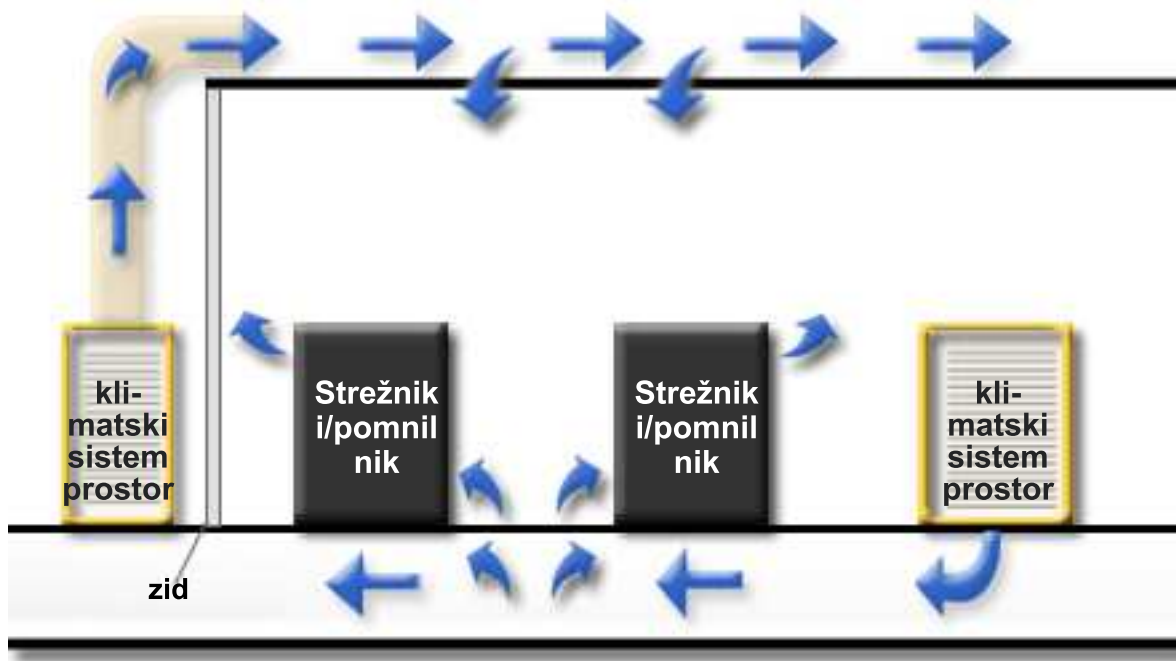 kli-
matski
sistem
prostor
Strežnik
i/pomnil
nik
Strežnik
i/pomnil
nik
kli-
matski
sistem
prostor
zid